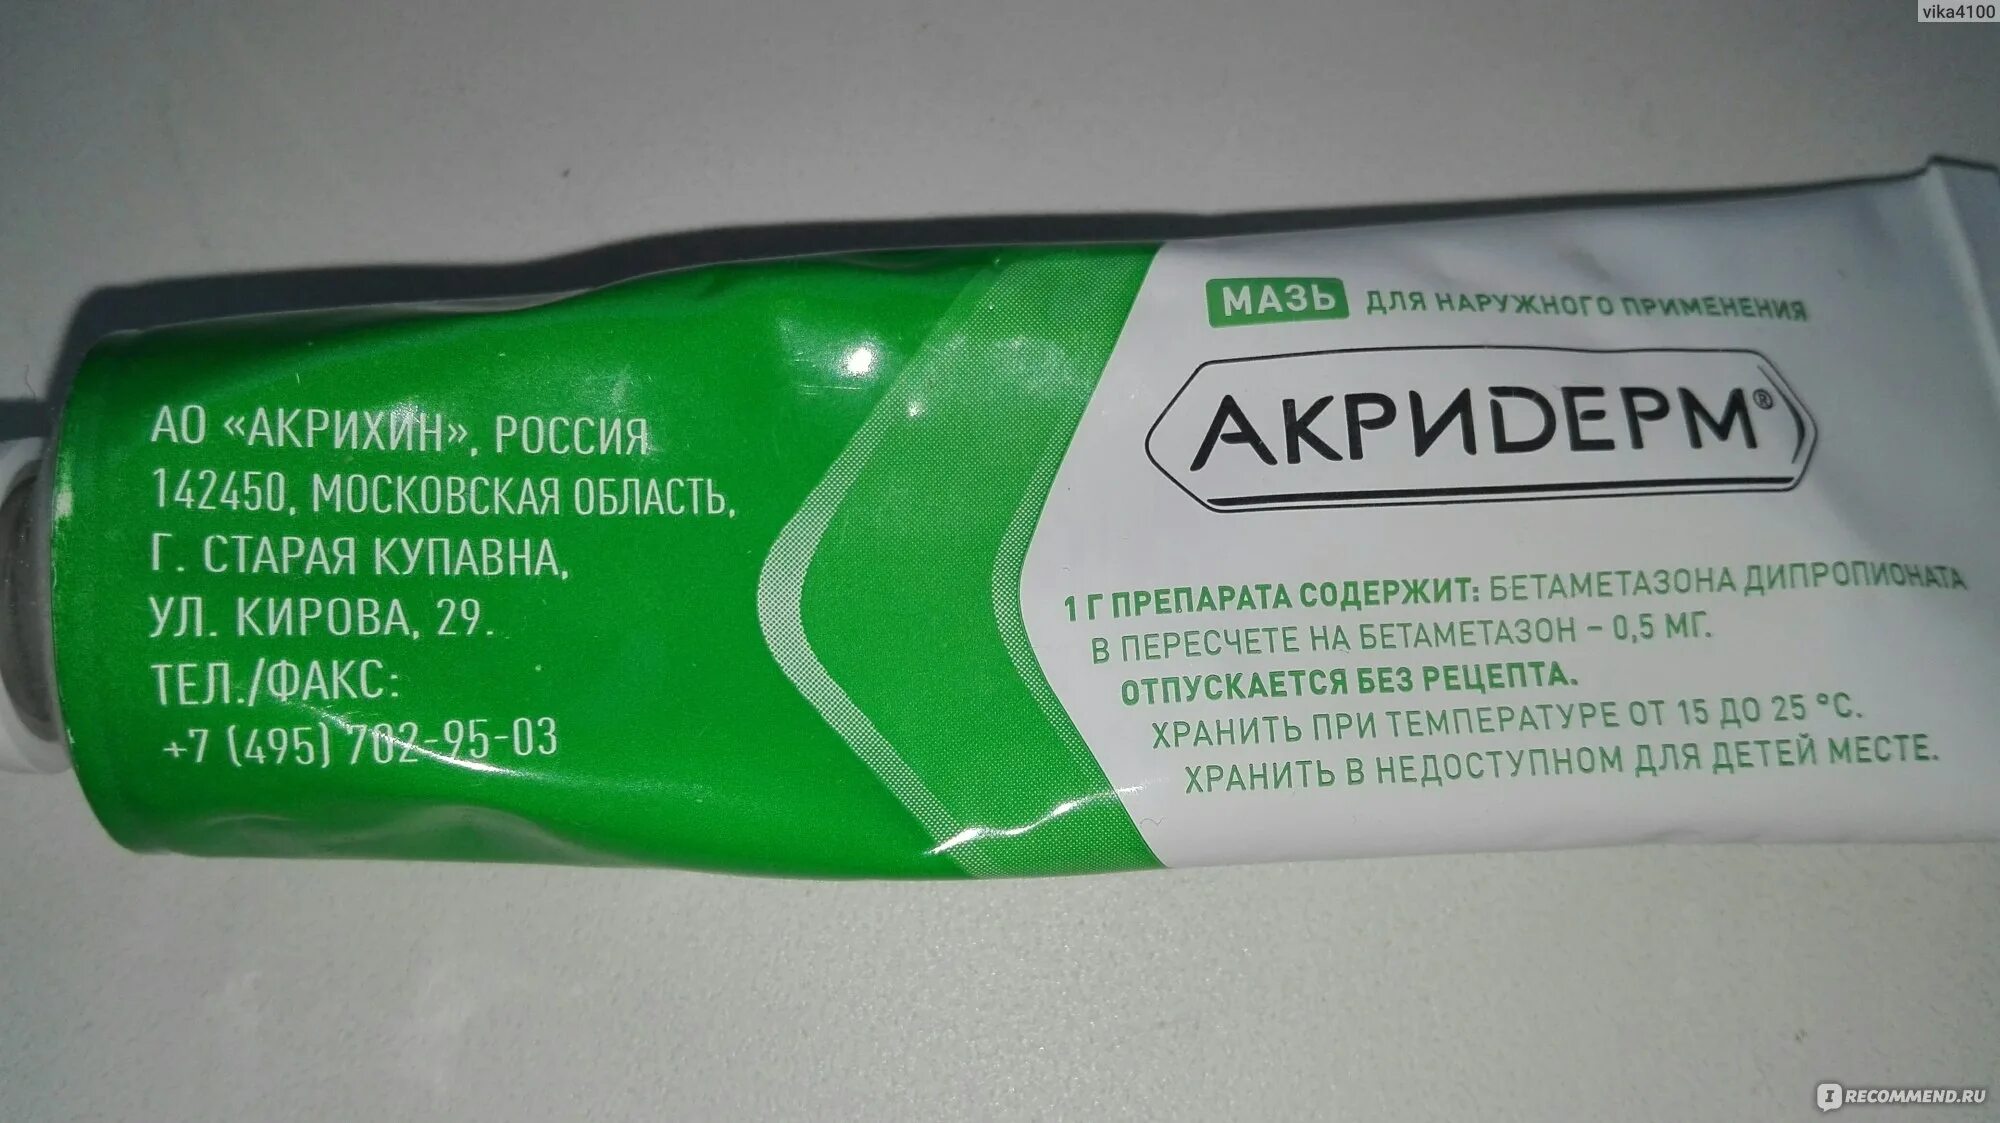 vika4100
МАЗЬ ДЛЯ НАРУЖНОГО ПРИМЕНЕНИЯ
АКРИДЕРМ®
1 Г ПРЕПАРАТА СОДЕРЖИТ: БЕТАМЕТАЗОНА ДИПРОПИОНАТА
В ПЕРЕСЧЕТЕ НА БЕТАМЕТАЗОН – 0,5 МГ.
ОТПУСКАЕТСЯ БЕЗ РЕЦЕПТА.
ХРАНИТЬ ПРИ ТЕМПЕРАТУРЕ ОТ 15 ДО 25 °С.
ХРАНИТЬ В НЕДОСТУПНОМ ДЛЯ ДЕТЕЙ МЕСТЕ.
АО «АКРИХИН», РОССИЯ
142450, МОСКОВСКАЯ ОБЛАСТЬ,
Г. СТАРАЯ КУПАВНА,
УЛ. КИРОВА, 29.
ТЕЛ./ФАКС:
+7 (495) 702-95-03
IRECOMMEND.RU